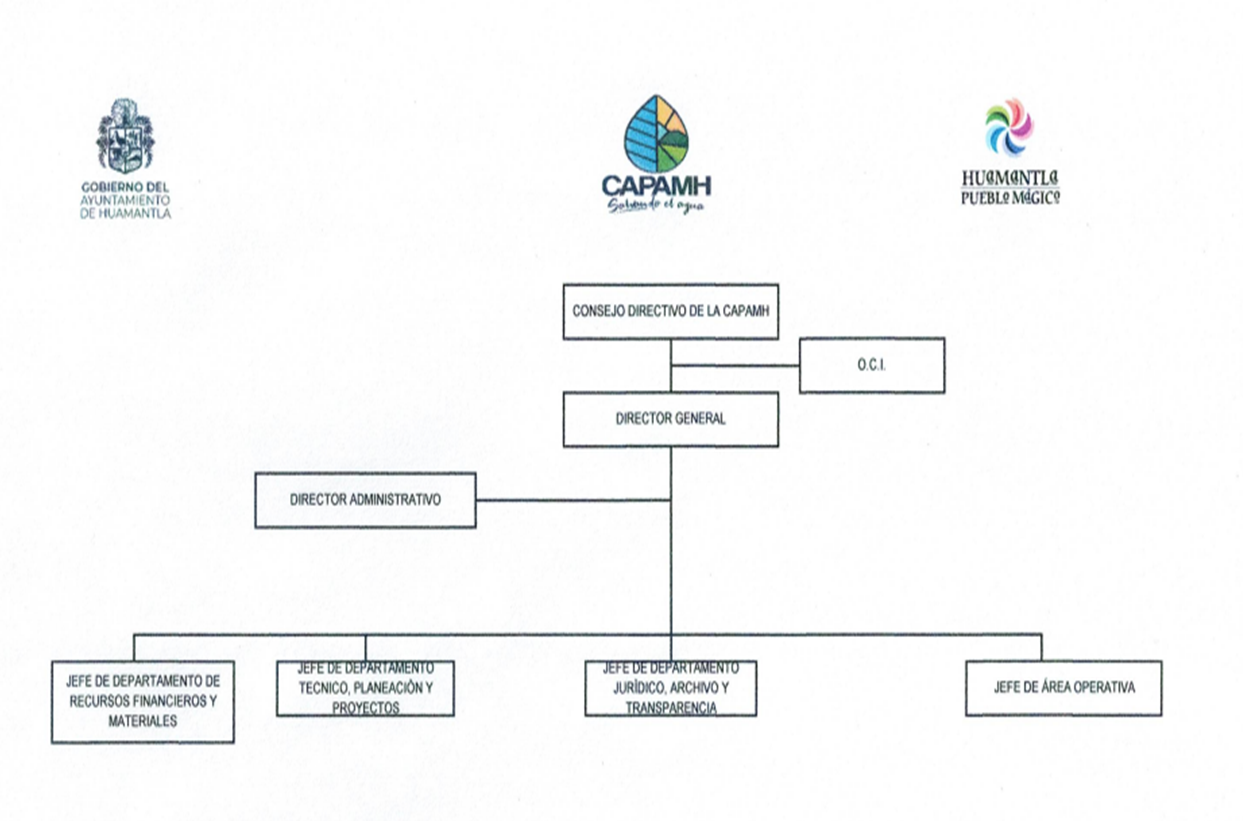 GOBIERNO DEL
AYUNTAMIENTO
DE HUAMANTLA
CAPAMH
Salvando el agua
HUaMaNTLa
PUEBLo MáGICo
CONSEJO DIRECTIVO DE LA CAPAMH
O.C.I.
DIRECTOR GENERAL
DIRECTOR ADMINISTRATIVO
JEFE DE DEPARTAMENTO DE
RECURSOS FINANCIEROS Y
MATERIALES
JEFE DE DEPARTAMENTO
TECNICO, PLANEACIÓN Y
PROYECTOS
JEFE DE DEPARTAMENTO
JURÍDICO, ARCHIVO Y
TRANSPARENCIA
JEFE DE ÁREA OPERATIVA